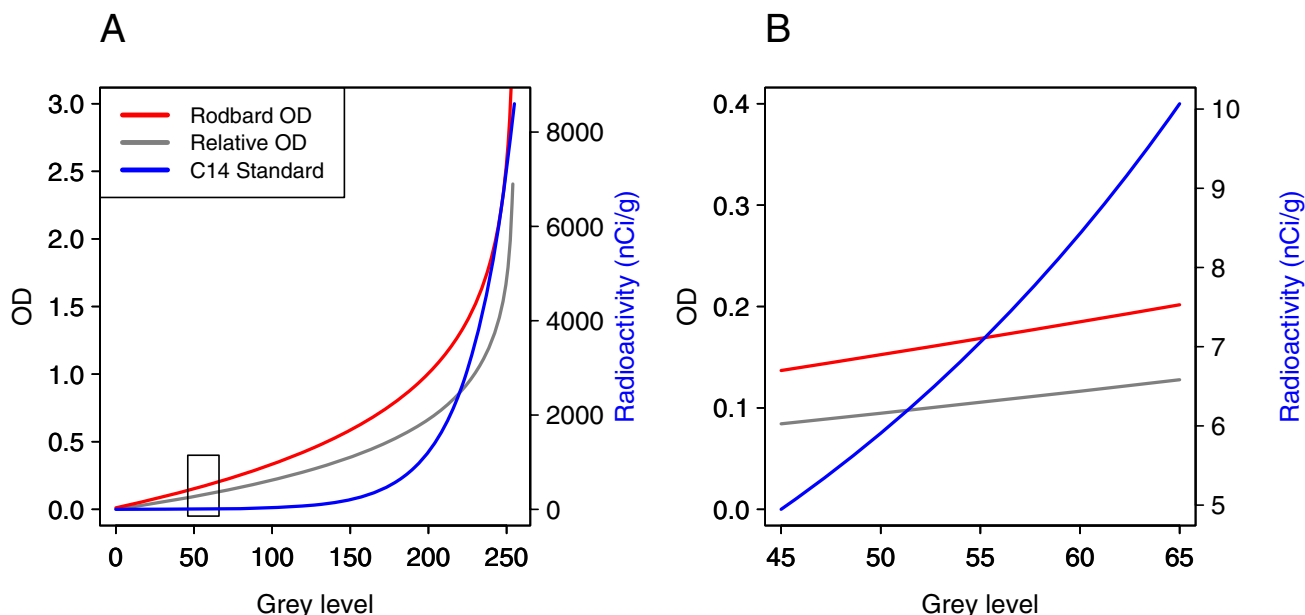 A
3.0
2.5
2.0
1.5
1.0
0.5
0.0
OD
Rodbard OD
Relative OD
C14 Standard
8000
6000
4000
2000
0
Radioactivity (nCi/g)
0 50 100 150 200 250
Grey level
B
0.4
0.3
0.2
0.1
0.0
OD
10
9
8
7
6
5
Radioactivity (nCi/g)
45 50 55 60 65
Grey level